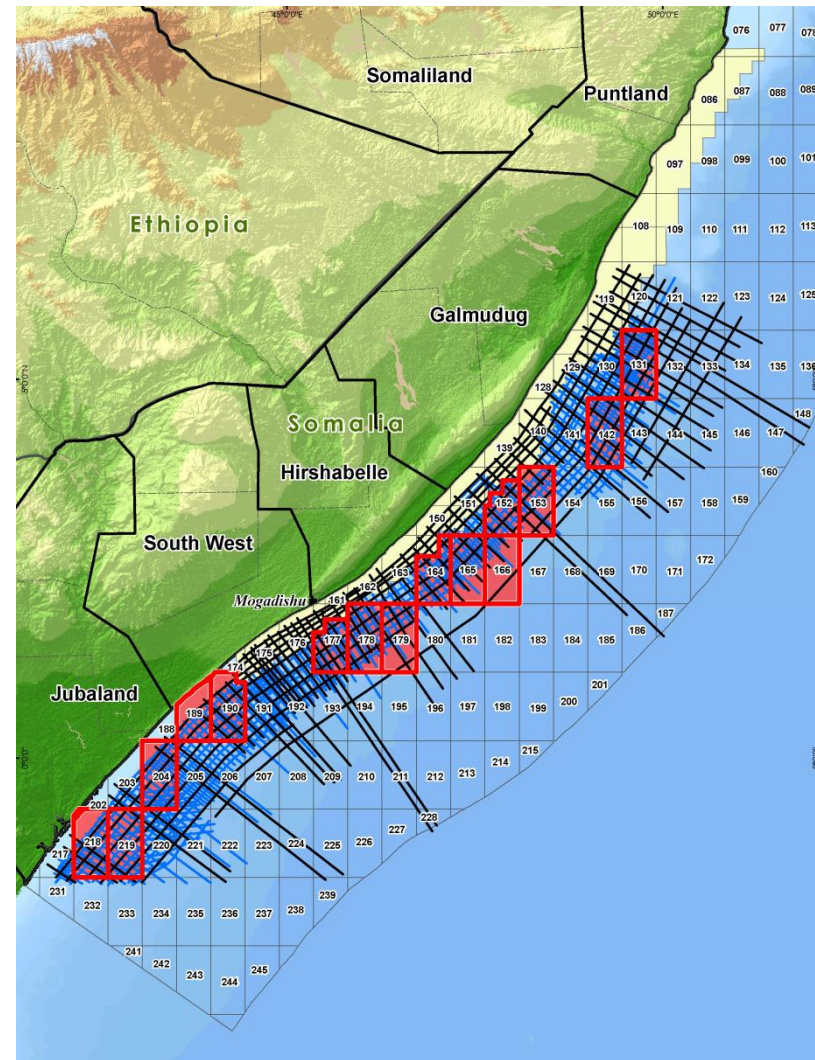 45°0'0"E
50°0'0"E
076 077 078
Somaliland
Puntland
086 087 088 089
097 098 099 100 101
Ethiopia
108 109 110 111 112 113
119 120 121 122 123 124 125
Galmudug
5°0'0"N
128 129 130 131 132 133 134 135 136
Somalia
139 140 141 142 143 144 145 146 147 148
Hirshabelle
150 151 152 153 154 155 156 157 158 159 160
South West
162 163 164 165 166 167 168 169 170 171 172
Mogadishu
161
174 175 176 177 178 179 180 181 182 183 184 185 186 187
Jubaland
188 189 190 191 192 193 194 195 196 197 198 199 200 201
0°0'0"
202 203 204 205 206 207 208 209 210 211 212 213 214 215
217 218 219 220 221 222 223 224 225 226 227 228
231 232 233 234 235 236 237 238 239
241 242 243 244 245